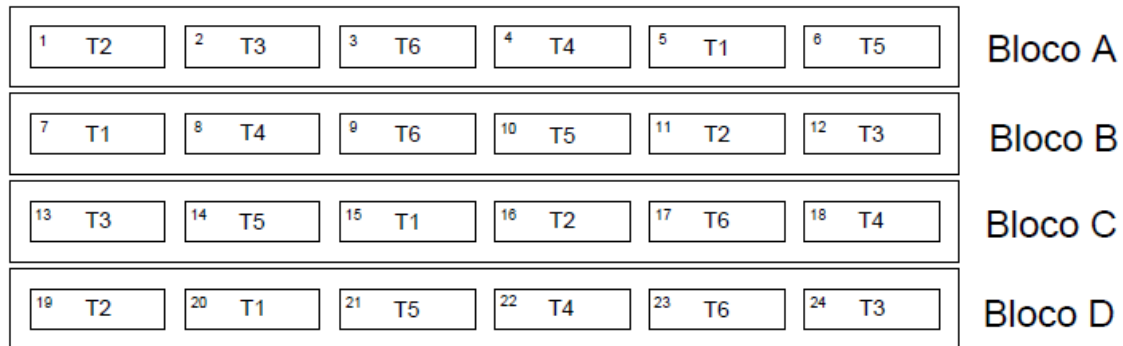 1 T2 2 T3 3 T6 4 T4 5 T1 6 T5 Bloco A
7 T1 8 T4 9 T6 10 T5 11 T2 12 T3 Bloco B
13 T3 14 T5 15 T1 16 T2 17 T6 18 T4 Bloco C
19 T2 20 T1 21 T5 22 T4 23 T6 24 T3 Bloco D